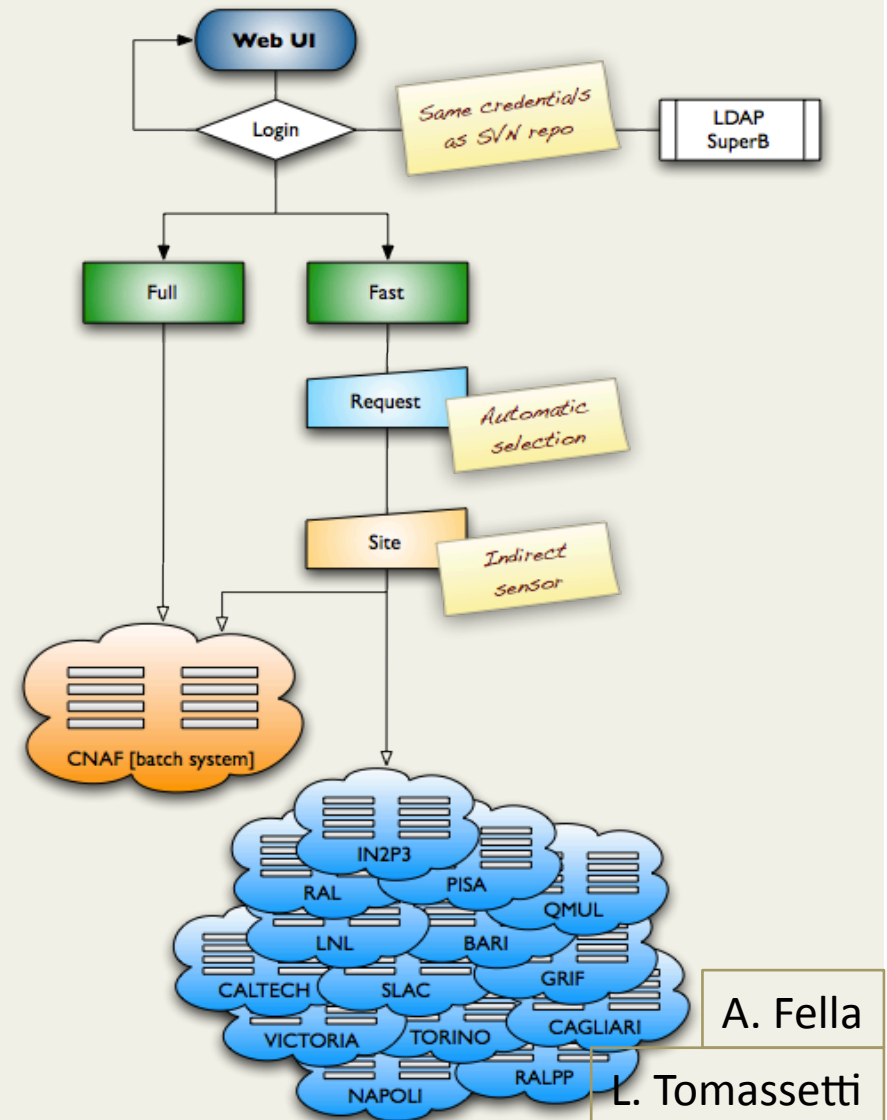 Web UI
Login
Same credentials
as SVN repo
LDAP
SuperB
Full
Fast
Request
Automatic
selection
Site
Indirect
sensor
CNAF [batch system]
IN2P3
RAL
PISA
QMUL
LNL
BARI
CALTECH
SLAC
GRIF
VICTORIA
TORINO
CAGLIARI
NAPOLI
RALPP
A. Fella
L. Tomassetti